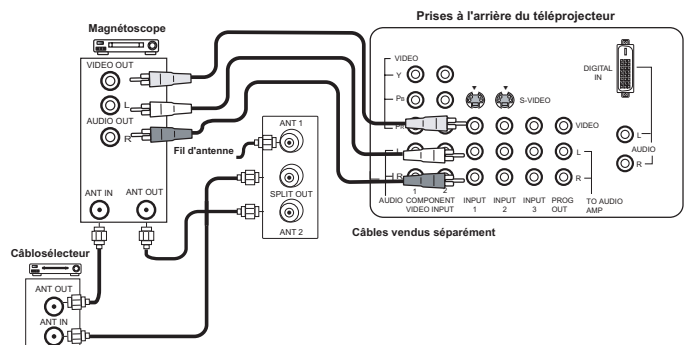 Prises à l'arrière du téléprojecteur
Magnétoscope
VIDEO OUT
L
AUDIO OUT
R
Fil d'antenne
ANT IN
ANT OUT
ANT 1
SPLIT OUT
ANT 2
Câblosélecteur
ANT OUT
ANT IN
VIDEO
Y
PB
PR
L
R
S-VIDEO
VIDEO
L
R
1
2
AUDIO
COMPONENT
VIDEO INPUT
INPUT
1
INPUT
2
INPUT
3
PROG
OUT
TO AUDIO
AMP
DIGITAL
IN
L
AUDIO
R
Câbles vendus séparément